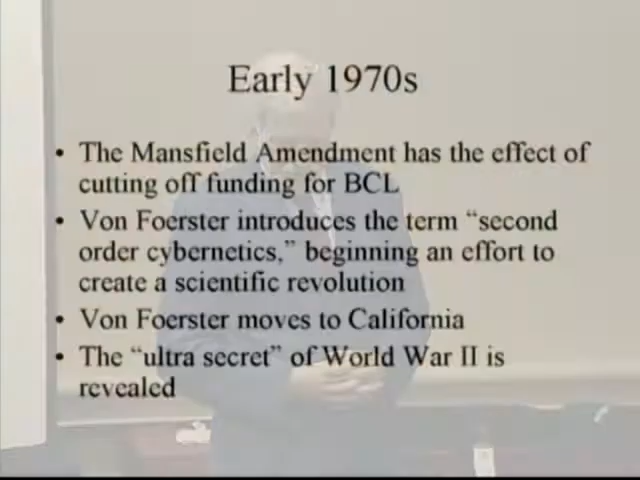 Early 1970s
• The Mansfield Amendment has the effect of
cutting off funding for BCL
• Von Foerster introduces the term “second
order cybernetics,” beginning an effort to
create a scientific revolution
• Von Foerster moves to California
• The “ultra secret” of World War II is
revealed